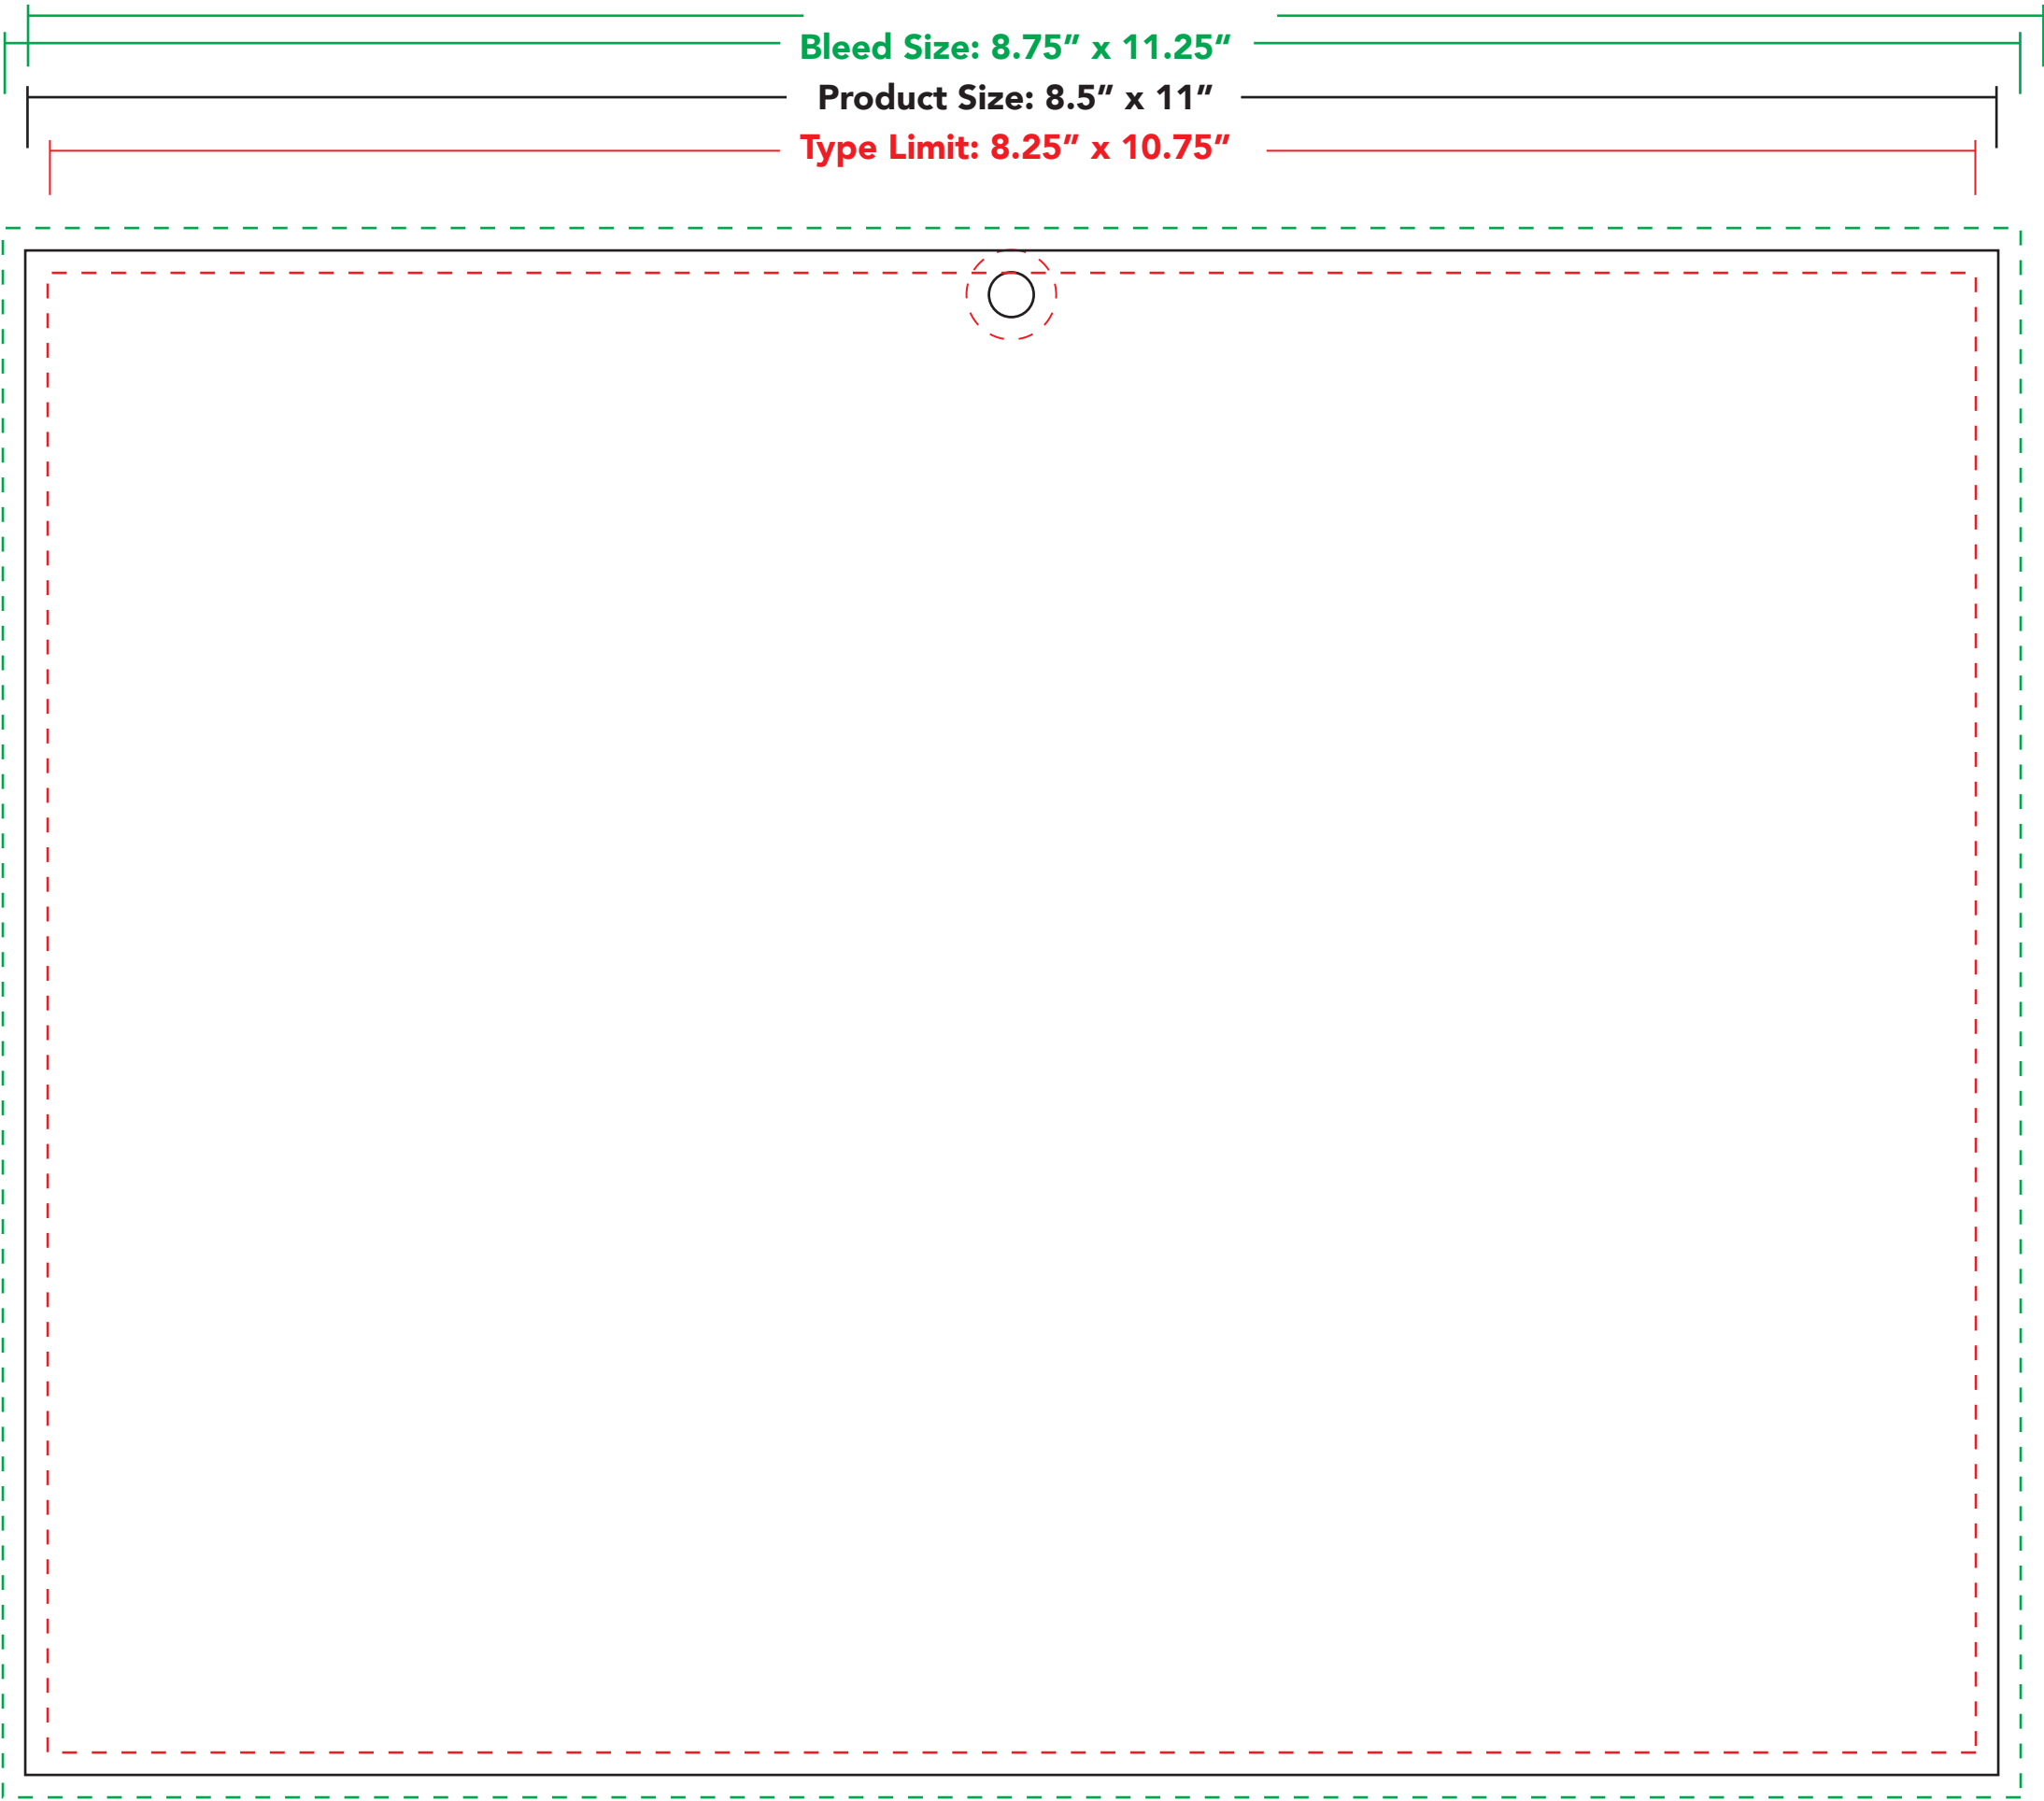 Bleed Size: 8.75” x 11.25”
Product Size: 8.5” x 11”
Type Limit: 8.25” x 10.75”